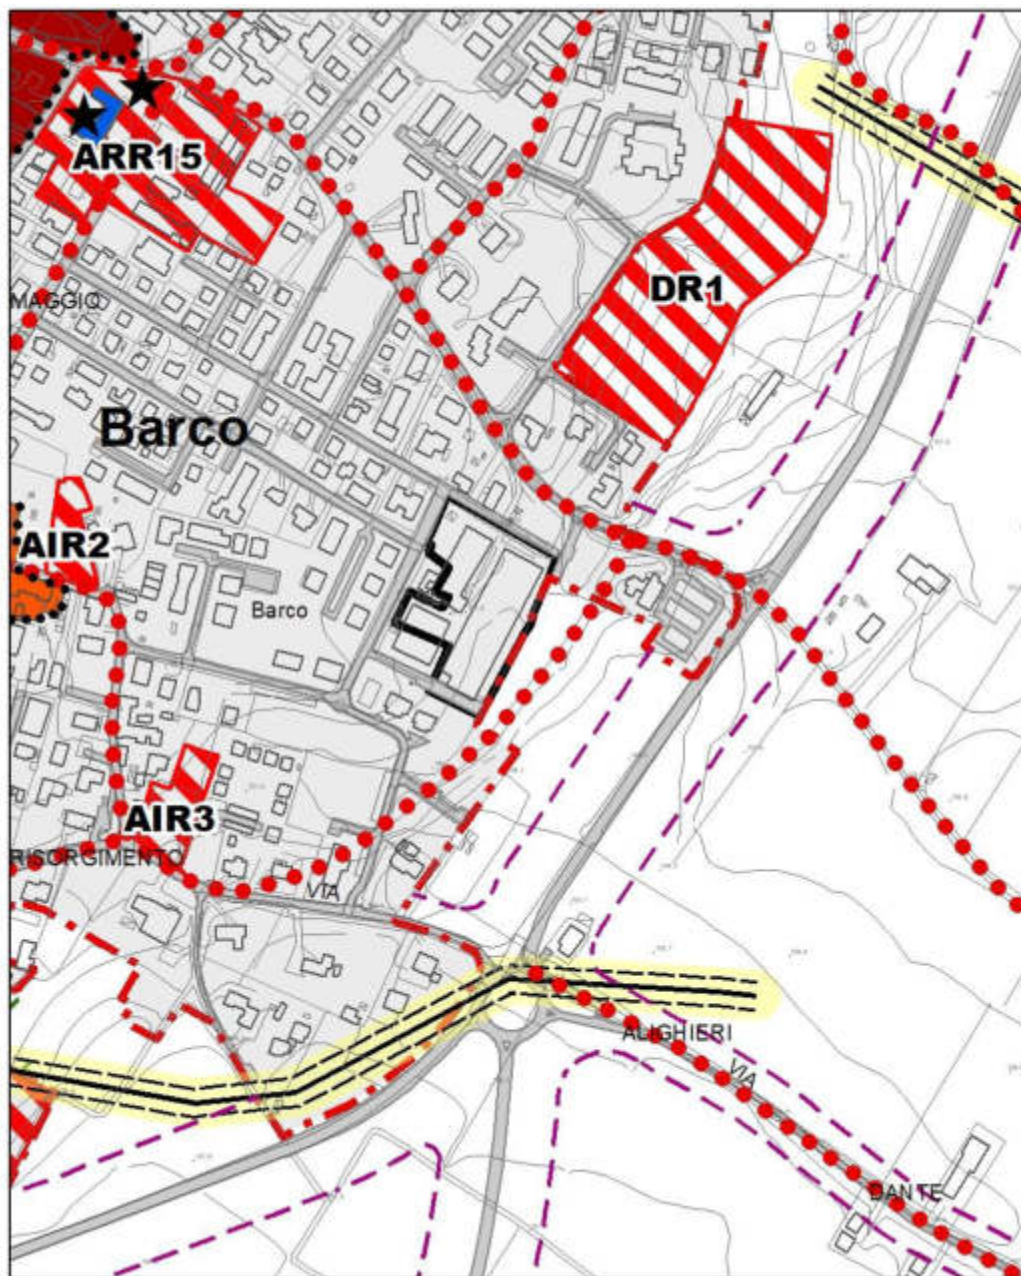 ARR15
DR1
MAGGIO
Barco
AIR2
Barco
AIR3
RISORGIMENTO
VIA
ALIGHIERI
VIA
DANTE